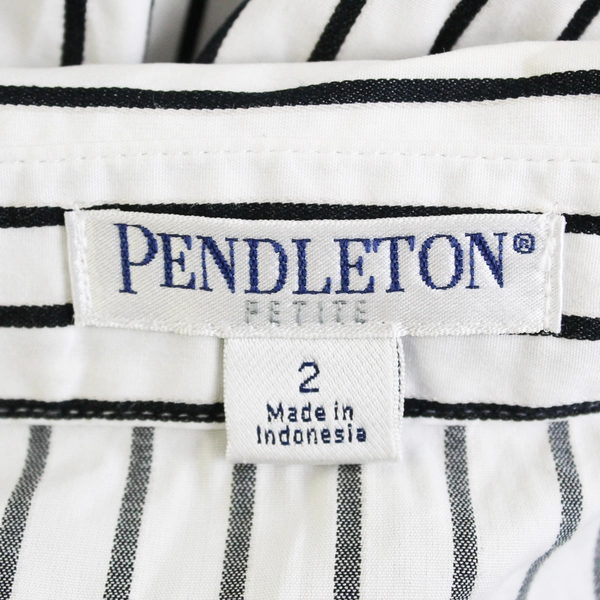 PENDLETON®
PETITE
2
Made in
Indonesia